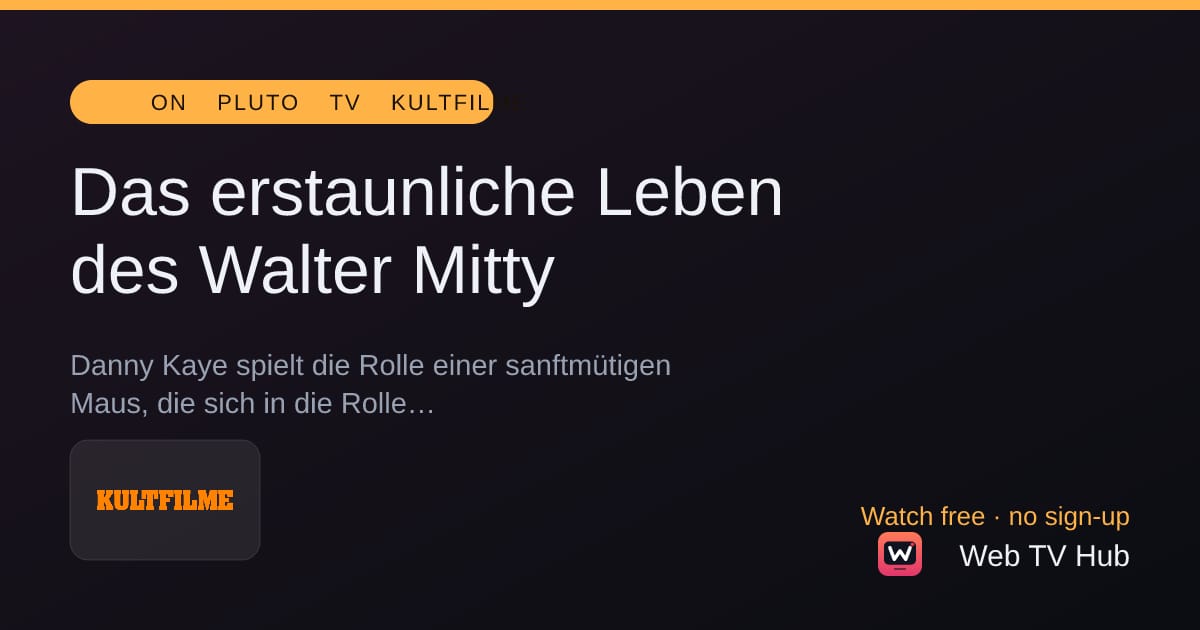 ON PLUTO TV KULTFIL
Das erstaunliche Leben
des Walter Mitty
Danny Kaye spielt die Rolle einer sanftmütigen
Maus, die sich in die Rolle…
KULTFILME
Watch free · no sign-up
W
Web TV Hub